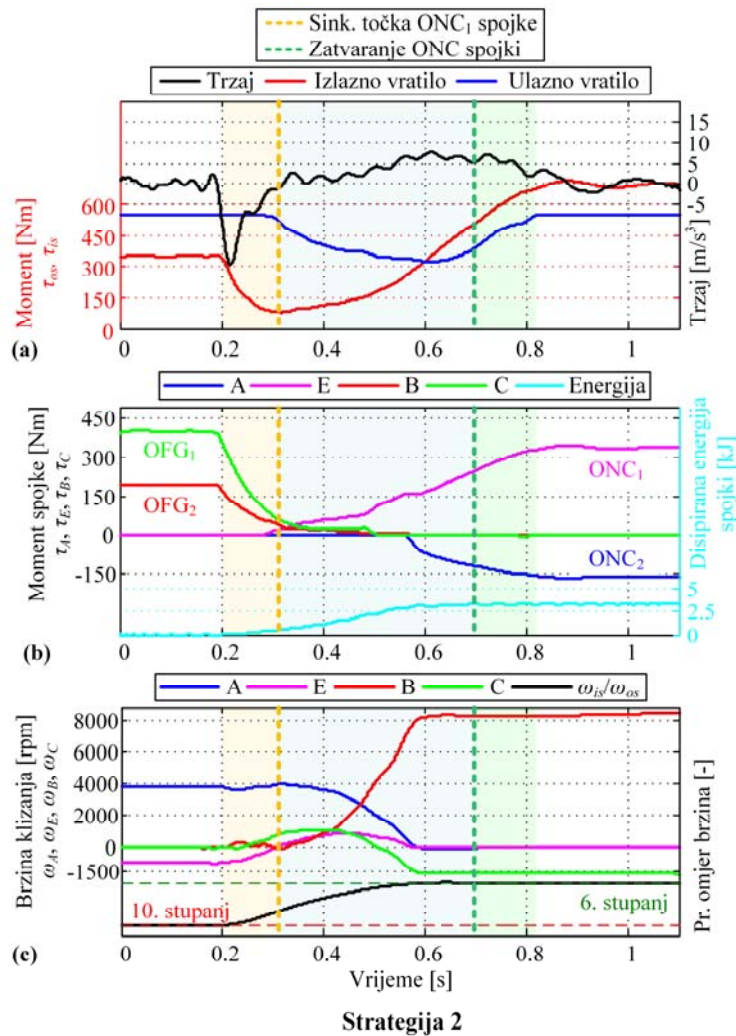 Sink. točka ONC₁ spojke
Zatvaranje ONC spojki
Trzaj Izlazno vratilo Ulazno vratilo
Moment [Nm]
τos, τis
600
450
300
150
0
15
10
5
0
-5
Trzaj [m/s³]
(a)
0 0.2 0.4 0.6 0.8 1
A E B C Energija
Moment spojke [Nm]
τA, τE, τB, τC
450
300
150
0
-150
OFG₁
OFG₂
ONC₁
ONC₂
Disipirana energija
spojki [kJ]
5
2.5
0
(b)
0 0.2 0.4 0.6 0.8 1
A E B C ωis/ωos
Brzina klizanja [rpm]
ωA, ωE, ωB, ωC
8000
6000
4000
2000
0
-1500
10. stupanj
6. stupanj
Pr. omjer brzina [-]
(c)
0 0.2 0.4 0.6 0.8 1
Vrijeme [s]
Strategija 2